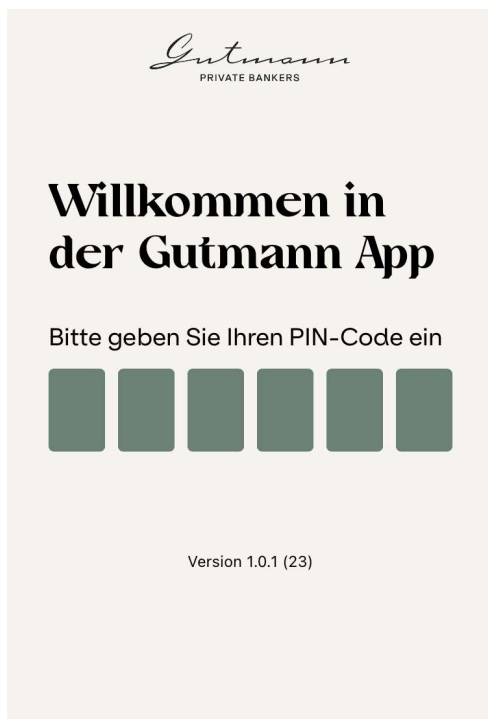 Gutmann
PRIVATE BANKERS
Willkommen in
der Gutmann App
Bitte geben Sie Ihren PIN-Code ein
Version 1.0.1 (23)